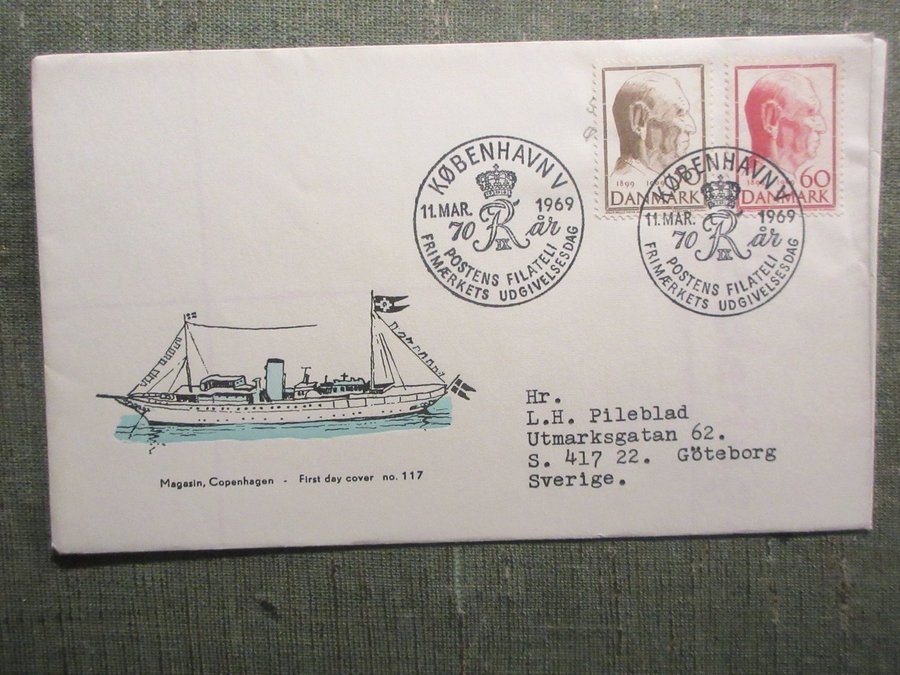 1899
DANMARK
60
DANMARK
KØBENHAVN V
11. MAR. 1969
70 R år
IX
POSTENS FILATELI
FRIMÆRKETS UDGIVELSESDAG
KØBENHAVN V
11. MAR. 1969
70 R år
IX
POSTENS FILATELI
FRIMÆRKETS UDGIVELSESDAG
Hr.
L.H. Pileblad
Utmarksgatan 62.
S. 417 22. Göteborg
Sverige.
Magasin, Copenhagen - First day cover no. 117